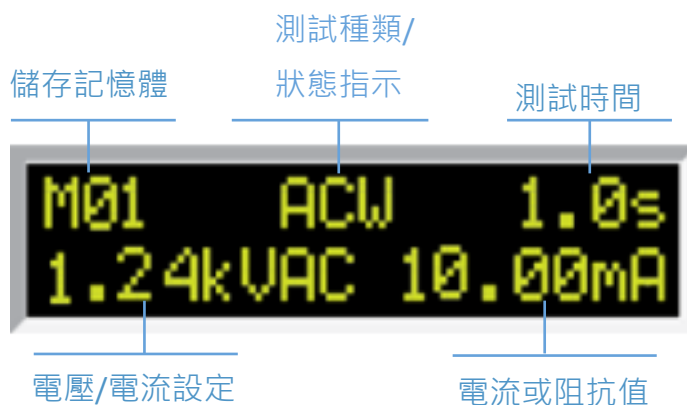 測試種類/
儲存記憶體
狀態指示
測試時間
M01 ACW 1.0s
1.24kVAC 10.00mA
電壓/電流設定
電流或阻抗值